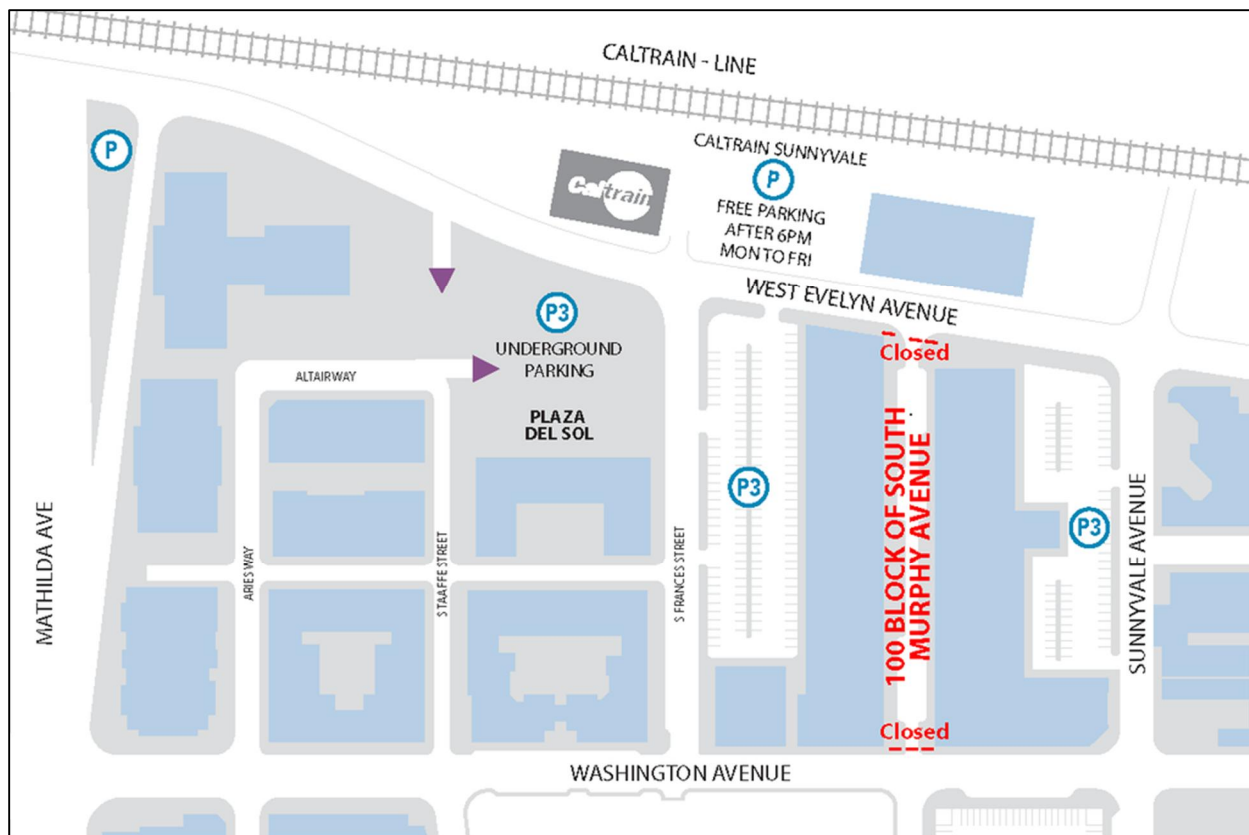 CALTRAIN - LINE
P
CALTRAIN SUNNYVALE
Caltrain
P
FREE PARKING
AFTER 6PM
MON TO FRI
WEST EVELYN AVENUE
P3
UNDERGROUND
PARKING
Closed
ALTAIRWAY
PLAZA
DEL SOL
100 BLOCK OF SOUTH
MURPHY AVENUE
P3
P3
MATHILDA AVE
ARIES WAY
S TAAFFE STREET
S FRANCES STREET
SUNNYVALE AVENUE
Closed
WASHINGTON AVENUE